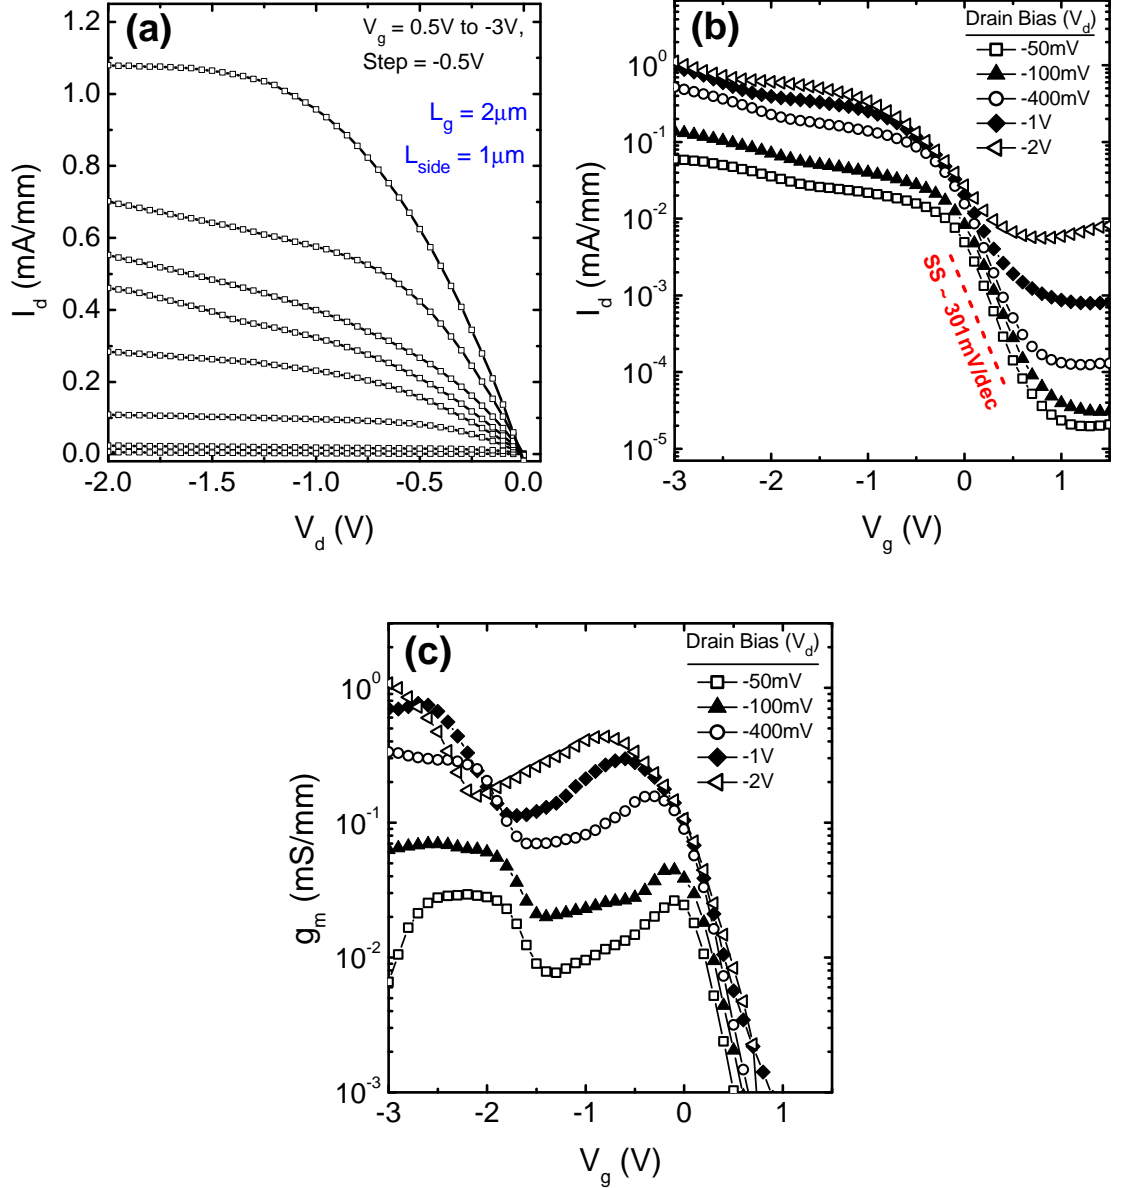 (a)
V_g = 0.5V to -3V,
Step = -0.5V
L_g = 2μm
L_side = 1μm
I_d (mA/mm)
1.2
1.0
0.8
0.6
0.4
0.2
0.0
-2.0 -1.5 -1.0 -0.5 0.0
V_d (V)
(b)
Drain Bias (V_d)
-50mV
-100mV
-400mV
-1V
-2V
SS ~ 301mV/dec
I_d (mA/mm)
10^0
10^-1
10^-2
10^-3
10^-4
10^-5
-3 -2 -1 0 1
V_g (V)
(c)
Drain Bias (V_d)
-50mV
-100mV
-400mV
-1V
-2V
g_m (mS/mm)
10^0
10^-1
10^-2
10^-3
-3 -2 -1 0 1
V_g (V)